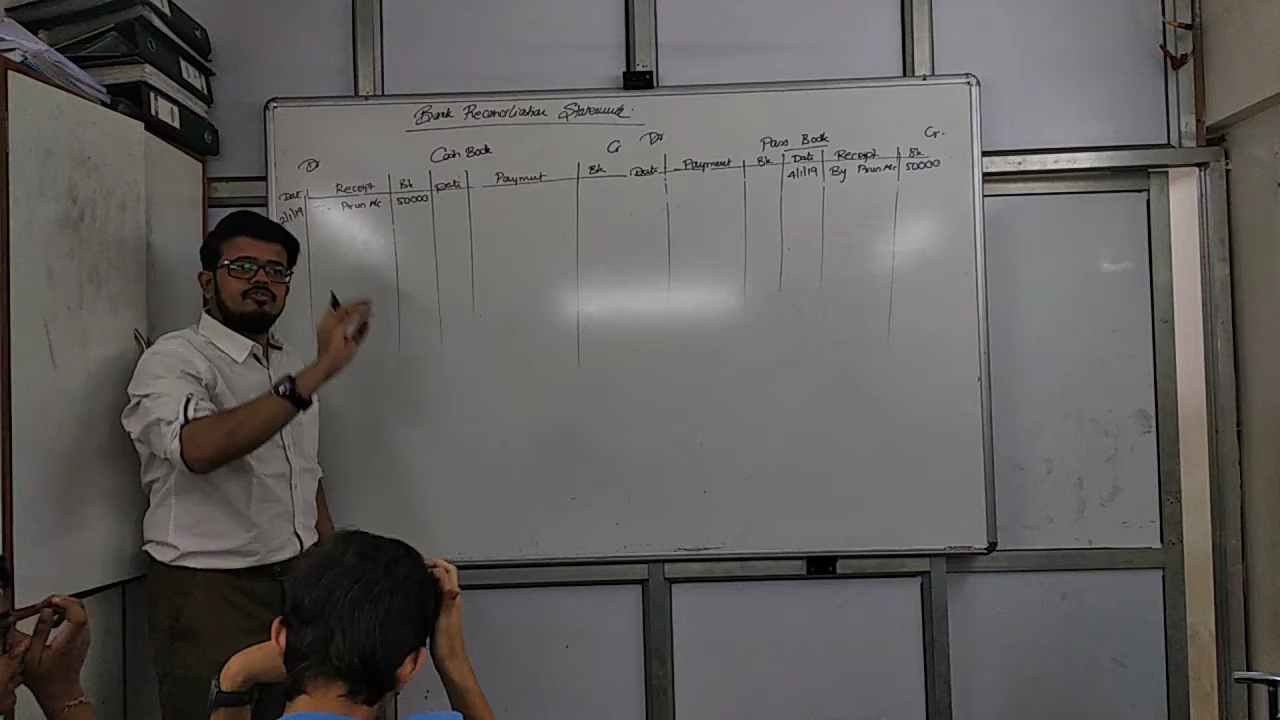 Bank Reconciliation Statement.
Dr Cash Book Cr Dr Pass Book Cr.
Date Receipt Bk Date Payment Bk Date Payment Bk Date Receipt Bk
2/1/19 Arun A/c 50000 4/1/19 By Arun A/c 50000